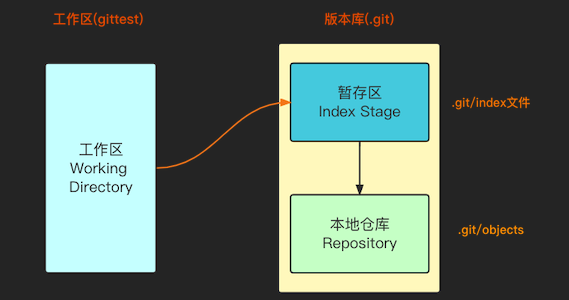 工作区(gittest)
版本库(.git)
暂存区
Index Stage
.git/index文件
工作区
Working
Directory
本地仓库
Repository
.git/objects